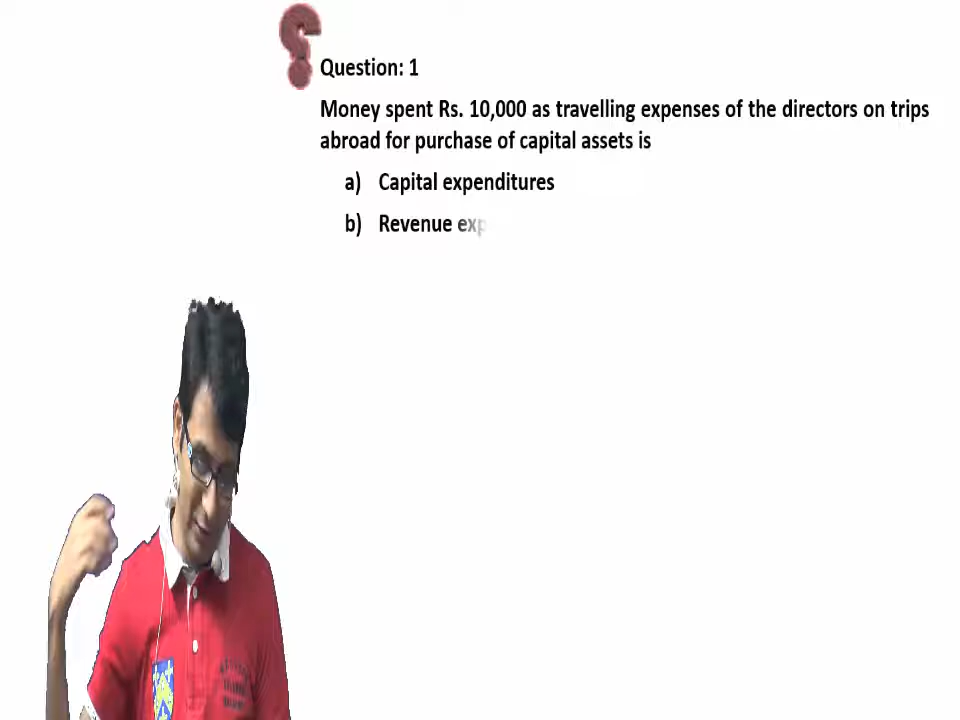 Question: 1
Money spent Rs. 10,000 as travelling expenses of the directors on trips
abroad for purchase of capital assets is
a) Capital expenditures
b) Revenue